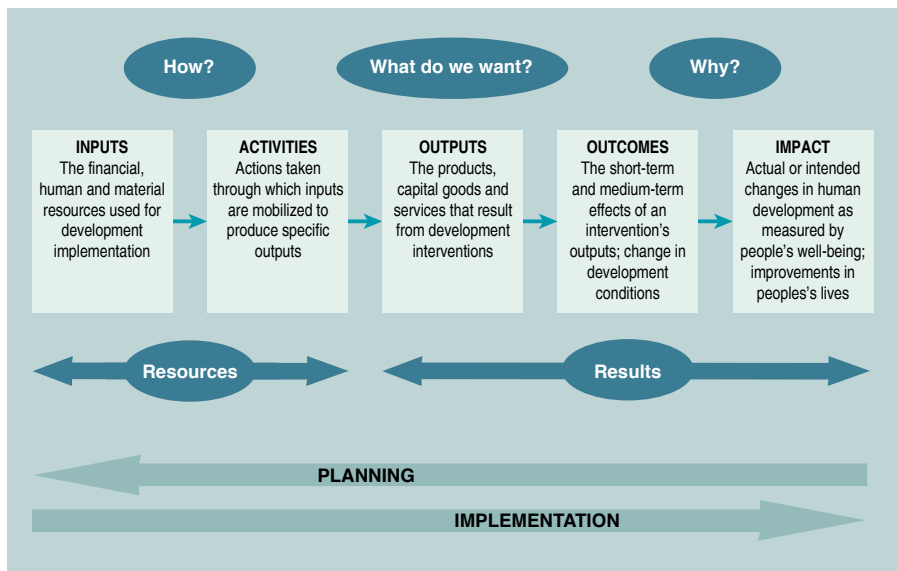 How?
What do we want?
Why?
INPUTS
The financial,
human and material
resources used for
development
implementation
ACTIVITIES
Actions taken
through which inputs
are mobilized to
produce specific
outputs
OUTPUTS
The products,
capital goods and
services that result
from development
interventions
OUTCOMES
The short-term
and medium-term
effects of an
intervention's
outputs; change in
development
conditions
IMPACT
Actual or intended
changes in human
development as
measured by
people's well-being;
improvements in
peoples's lives
Resources
Results
PLANNING
IMPLEMENTATION